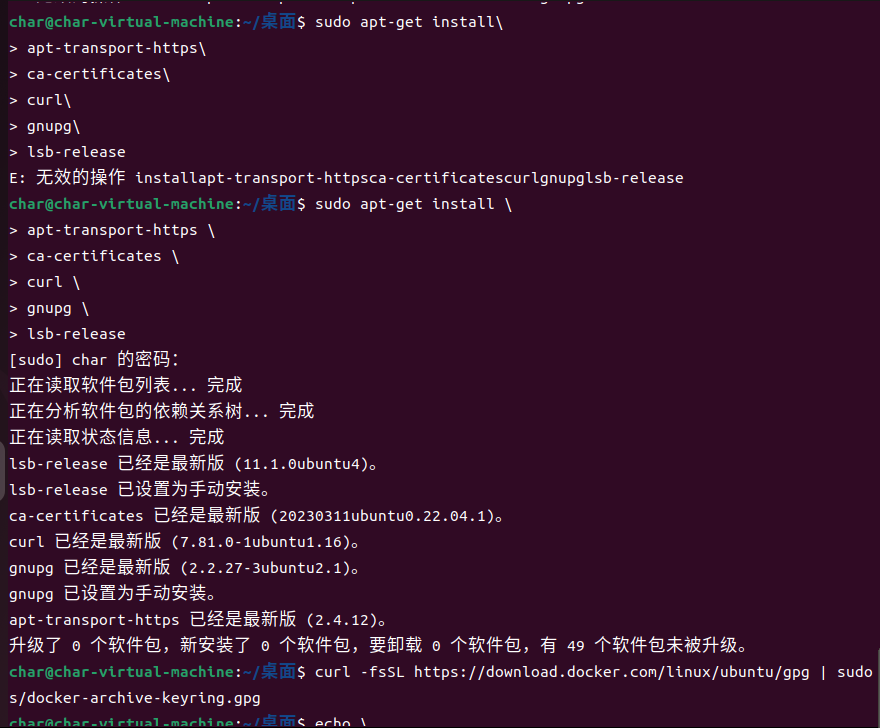 char@char-virtual-machine:~/桌面$ sudo apt-get install\
> apt-transport-https\
> ca-certificates\
> curl\
> gnupg\
> lsb-release
E: 无效的操作 installapt-transport-httpsca-certificatescurlgnupglsb-release
char@char-virtual-machine:~/桌面$ sudo apt-get install \
> apt-transport-https \
> ca-certificates \
> curl \
> gnupg \
> lsb-release
[sudo] char 的密码：
正在读取软件包列表... 完成
正在分析软件包的依赖关系树... 完成
正在读取状态信息... 完成
lsb-release 已经是最新版 (11.1.0ubuntu4)。
lsb-release 已设置为手动安装。
ca-certificates 已经是最新版 (20230311ubuntu0.22.04.1)。
curl 已经是最新版 (7.81.0-1ubuntu1.16)。
gnupg 已经是最新版 (2.2.27-3ubuntu2.1)。
gnupg 已设置为手动安装。
apt-transport-https 已经是最新版 (2.4.12)。
升级了 0 个软件包，新安装了 0 个软件包，要卸载 0 个软件包，有 49 个软件包未被升级。
char@char-virtual-machine:~/桌面$ curl -fsSL https://download.docker.com/linux/ubuntu/gpg | sudo
s/docker-archive-keyring.gpg
char@char-virtual-machine:~/桌面$ echo \